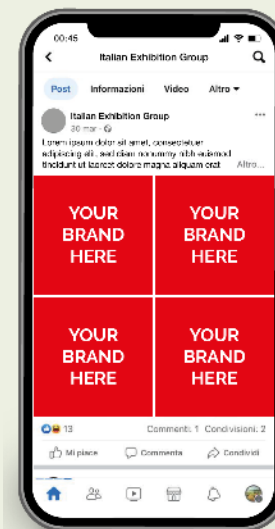 00:45
Italian Exhibition Group
Post Informazioni Video Altro
Italian Exhibition Group
30 mar
Lorem ipsum dolor sit amet, consectetuer
adipiscing eli, sed diam nonummy nibh euismod
tincidunt ut laoreet dolore magna aliquam erat Altro...
YOUR
BRAND
HERE
YOUR
BRAND
HERE
YOUR
BRAND
HERE
YOUR
BRAND
HERE
13 Commenti: 1 Condivisioni: 2
Mi piace Commenta Condividi